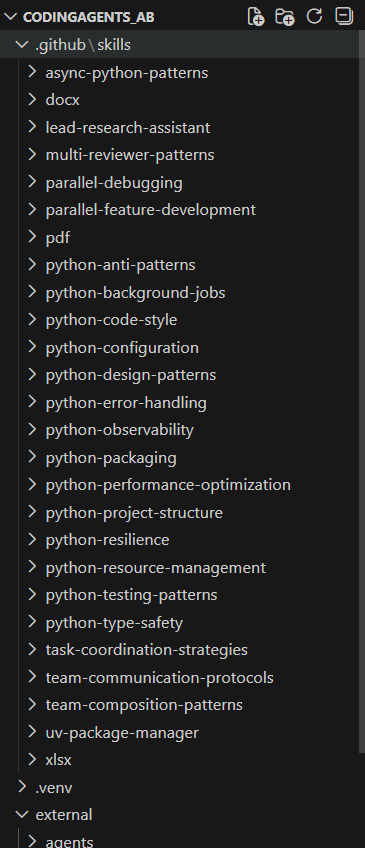 CODINGAGENTS_AB
.github\skills
async-python-patterns
docx
lead-research-assistant
multi-reviewer-patterns
parallel-debugging
parallel-feature-development
pdf
python-anti-patterns
python-background-jobs
python-code-style
python-configuration
python-design-patterns
python-error-handling
python-observability
python-packaging
python-performance-optimization
python-project-structure
python-resilience
python-resource-management
python-testing-patterns
python-type-safety
task-coordination-strategies
team-communication-protocols
team-composition-patterns
uv-package-manager
xlsx
.venv
external
agents